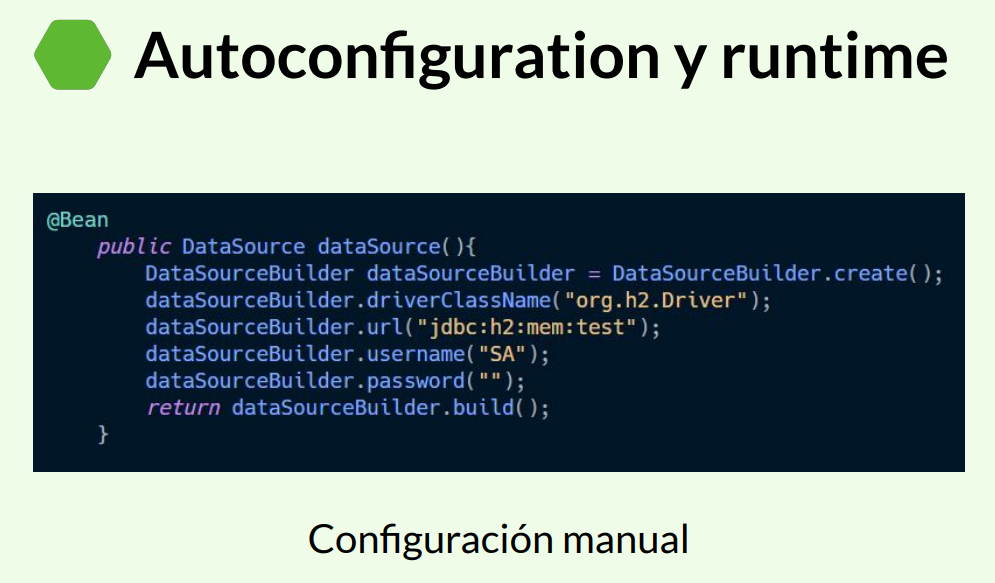 Autoconfiguration y runtime
@Bean
public DataSource dataSource(){
DataSourceBuilder dataSourceBuilder = DataSourceBuilder.create();
dataSourceBuilder.driverClassName("org.h2.Driver");
dataSourceBuilder.url("jdbc:h2:mem:test");
dataSourceBuilder.username("SA");
dataSourceBuilder.password("");
return dataSourceBuilder.build();
}
Configuración manual